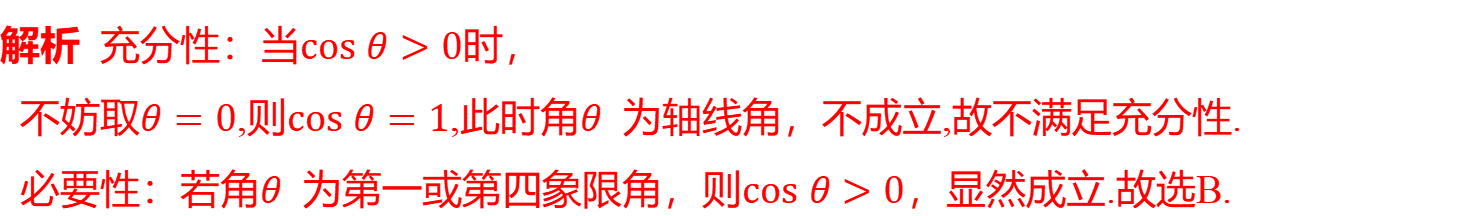 解析 充分性：当cos θ > 0时，
不妨取θ = 0,则cos θ = 1,此时角θ 为轴线角，不成立,故不满足充分性.
必要性：若角θ 为第一或第四象限角，则cos θ > 0，显然成立.故选B.